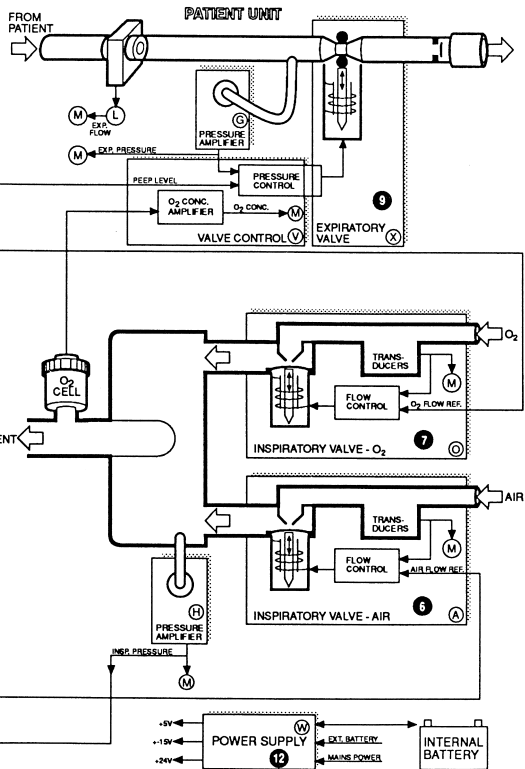 PATIENT UNIT
FROM
PATIENT
M
L
EXP.
FLOW
G
PRESSURE
AMPLIFIER
M
EXP. PRESSURE
PEEP LEVEL
PRESSURE
CONTROL
O2 CONC.
AMPLIFIER
O2 CONC.
M
VALVE CONTROL
V
9
EXPIRATORY
VALVE
X
O2
CELL
ENT
TRANS-
DUCERS
M
FLOW
CONTROL
O2 FLOW REF.
O2
7
INSPIRATORY VALVE - O2
O
AIR
TRANS-
DUCERS
M
FLOW
CONTROL
AIR FLOW REF.
6
INSPIRATORY VALVE - AIR
A
H
PRESSURE
AMPLIFIER
INSP. PRESSURE
M
+5V
+-15V
+24V
W
POWER SUPPLY
12
EXT. BATTERY
MAINS POWER
INTERNAL
BATTERY